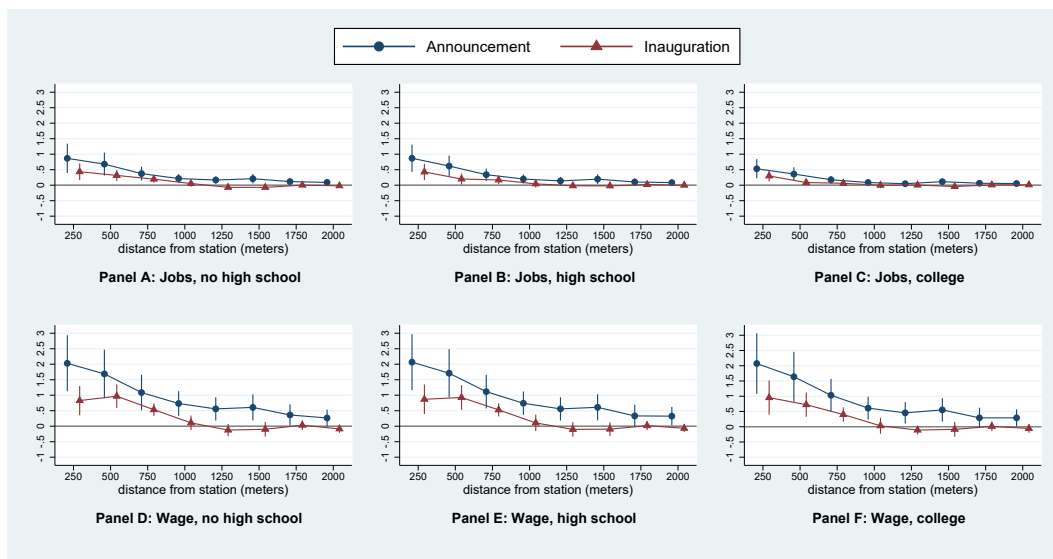 Announcement Inauguration
3
2.5
2
1.5
1
.5
0
-.5
-1
250 500 750 1000 1250 1500 1750 2000
distance from station (meters)
Panel A: Jobs, no high school
3
2.5
2
1.5
1
.5
0
-.5
-1
250 500 750 1000 1250 1500 1750 2000
distance from station (meters)
Panel B: Jobs, high school
3
2.5
2
1.5
1
.5
0
-.5
-1
250 500 750 1000 1250 1500 1750 2000
distance from station (meters)
Panel C: Jobs, college
3
2.5
2
1.5
1
.5
0
-.5
-1
250 500 750 1000 1250 1500 1750 2000
distance from station (meters)
Panel D: Wage, no high school
3
2.5
2
1.5
1
.5
0
-.5
-1
250 500 750 1000 1250 1500 1750 2000
distance from station (meters)
Panel E: Wage, high school
3
2.5
2
1.5
1
.5
0
-.5
-1
250 500 750 1000 1250 1500 1750 2000
distance from station (meters)
Panel F: Wage, college